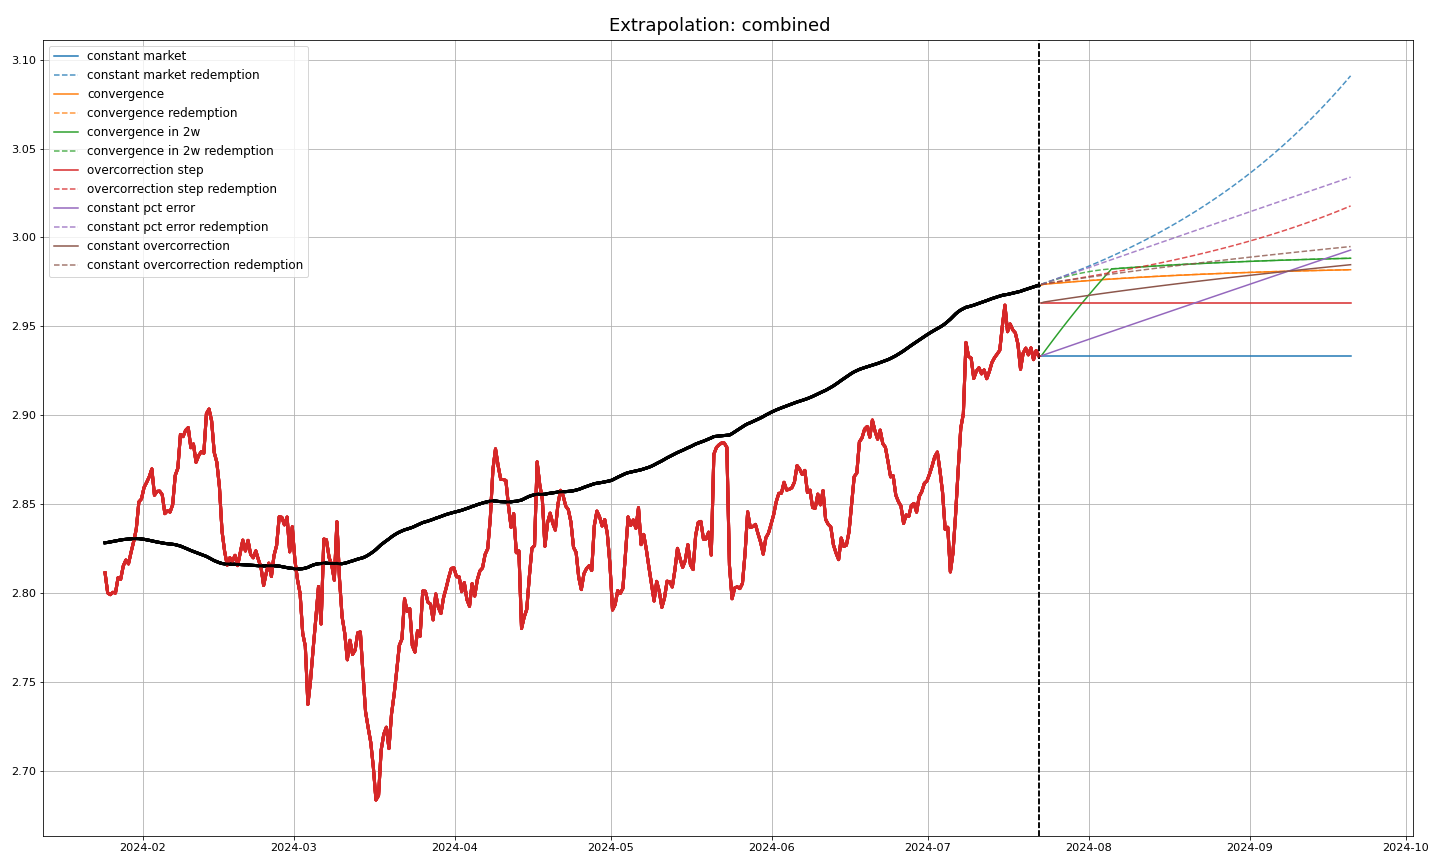 Extrapolation: combined
constant market
constant market redemption
convergence
convergence redemption
convergence in 2w
convergence in 2w redemption
overcorrection step
overcorrection step redemption
constant pct error
constant pct error redemption
constant overcorrection
constant overcorrection redemption
3.10
3.05
3.00
2.95
2.90
2.85
2.80
2.75
2.70
2024-02 2024-03 2024-04 2024-05 2024-06 2024-07 2024-08 2024-09 2024-10